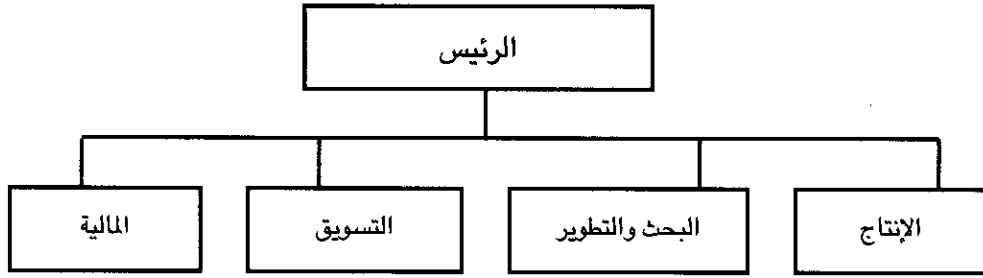 الرئيس
الإنتاج
البحث والتطوير
التسويق
المالية